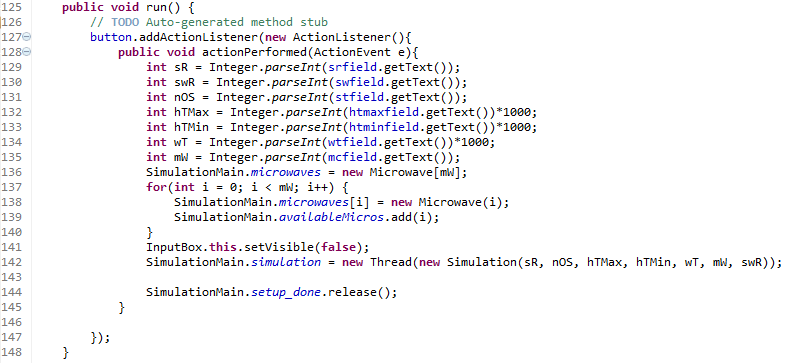 125    public void run() {
126        // TODO Auto-generated method stub
127        button.addActionListener(new ActionListener(){
128            public void actionPerformed(ActionEvent e){
129                int sR = Integer.parseInt(srfield.getText());
130                int swR = Integer.parseInt(swfield.getText());
131                int nOS = Integer.parseInt(stfield.getText());
132                int hTMax = Integer.parseInt(htmaxfield.getText())*1000;
133                int hTMin = Integer.parseInt(htminfield.getText())*1000;
134                int wT = Integer.parseInt(wtfield.getText())*1000;
135                int mW = Integer.parseInt(mcfield.getText());
136                SimulationMain.microwaves = new Microwave[mW];
137                for(int i = 0; i < mW; i++) {
138                    SimulationMain.microwaves[i] = new Microwave(i);
139                    SimulationMain.availableMicros.add(i);
140                }
141                InputBox.this.setVisible(false);
142                SimulationMain.simulation = new Thread(new Simulation(sR, nOS, hTMax, hTMin, wT, mW, swR));
143
144                SimulationMain.setup_done.release();
145            }
146
147        });
148    }